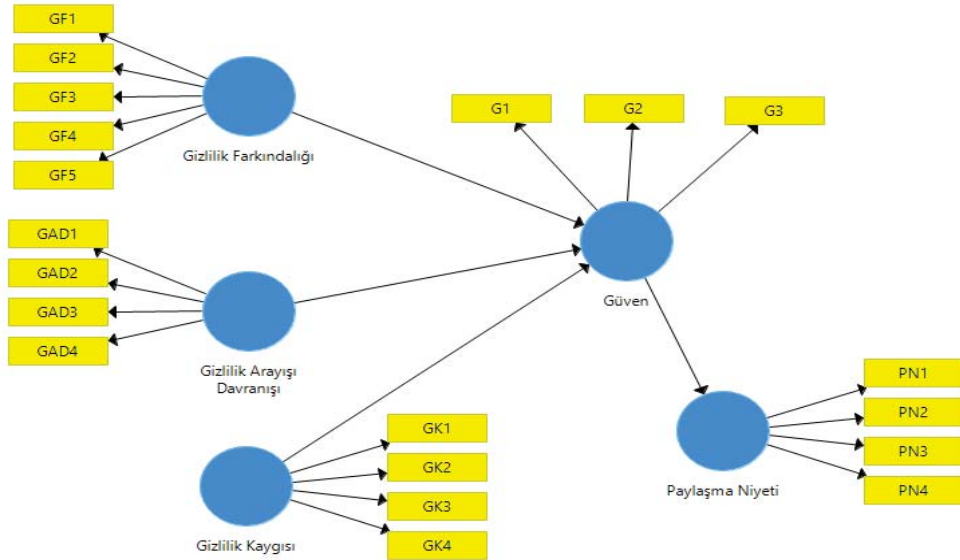 GF1
GF2
GF3
GF4
GF5
Gizlilik Farkındalığı
G1
G2
G3
Güven
GAD1
GAD2
GAD3
GAD4
Gizlilik Arayışı
Davranışı
GK1
GK2
GK3
GK4
Gizlilik Kaygısı
PN1
PN2
PN3
PN4
Paylaşma Niyeti